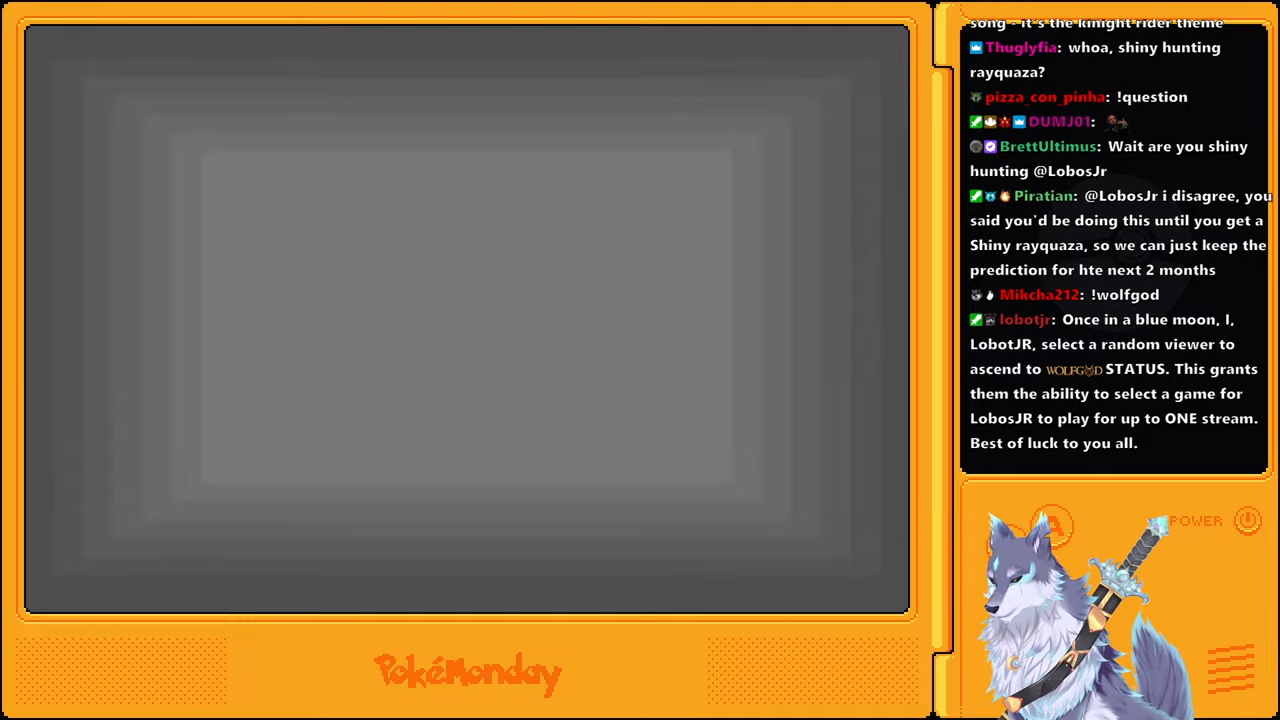 song - it's the kinight rider theme
Thuglyfia: whoa, shiny hunting
rayquaza?
pizza_con_pinha: !question
DUMJ01:
BrettUltimus: Wait are you shiny
hunting @LobosJr
Piratian: @LobosJr i disagree, you
said you'd be doing this until you get a
Shiny rayquaza, so we can just keep the
prediction for hte next 2 months
Mikcha212: !wolfgod
lobotjr: Once in a blue moon, I,
LobotJR, select a random viewer to
ascend to WOLFGOD STATUS. This grants
them the ability to select a game for
LobosJR to play for up to ONE stream.
Best of luck to you all.
A
POWER
PokéMonday